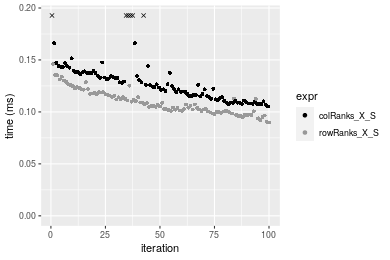 0.20
0.15
0.10
0.05
0.00
time (ms)
0
25
50
75
100
iteration
expr
colRanks_X_S
rowRanks_X_S